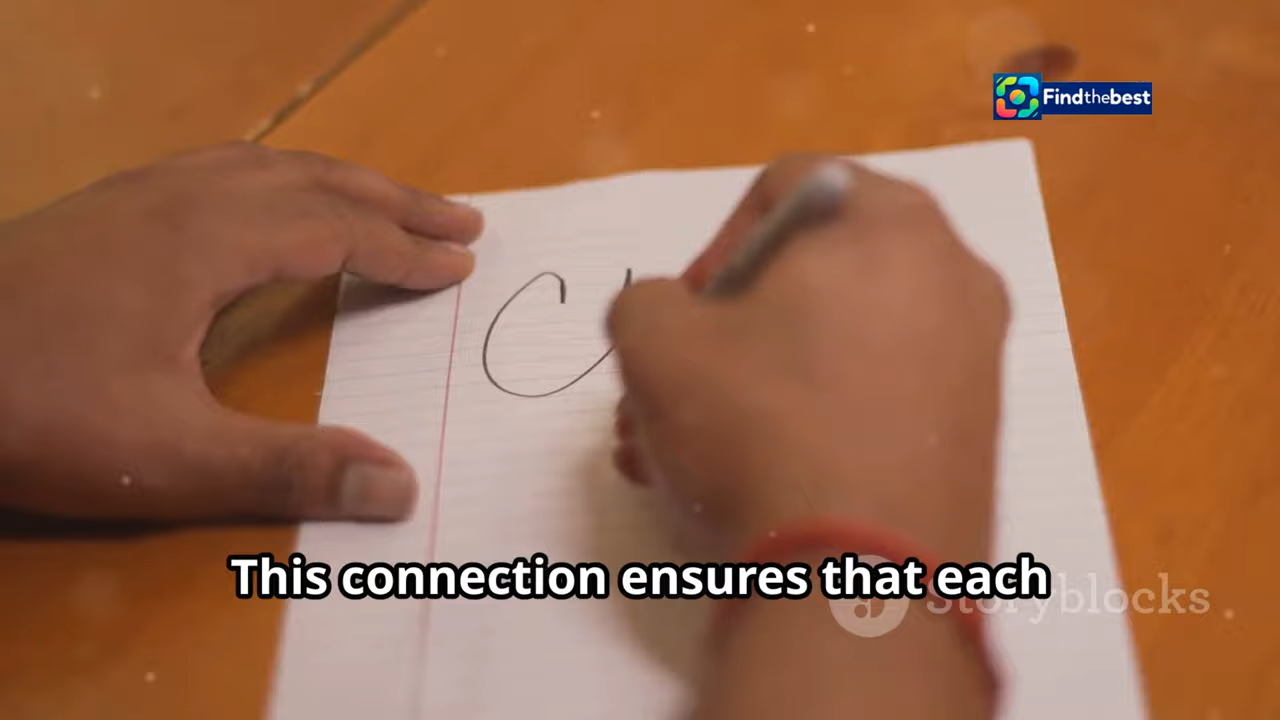 Findthebest
C
This connection ensures that each
Storyblocks